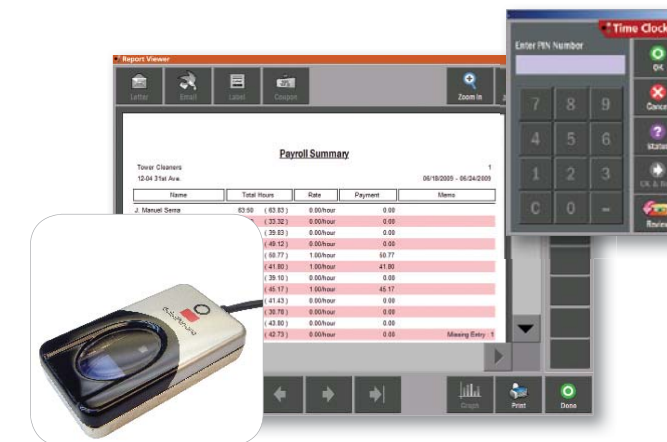 Time Clock
Enter PIN Number
7 8 9
4 5 6
1 2 3
C 0 -
OK
Cancel
Status
Review
Report Viewer
Letter Email Label Coupon Zoom In
Payroll Summary
Tower Cleaners 1
12-04 31st Ave. 06/18/2009 - 06/24/2009
Name Total Hours Rate Payment Memo
J. Manuel Serna 63:50 ( 63.83 ) 0.00/hour 0.00
( 33.32 ) 0.00/hour 0.00
( 39.83 ) 0.00/hour 0.00
( 49.12 ) 0.00/hour 0.00
( 50.77 ) 1.00/hour 50.77
( 41.80 ) 1.00/hour 41.80
( 39.10 ) 0.00/hour 0.00
( 45.17 ) 1.00/hour 45.17
( 41.43 ) 0.00/hour 0.00
( 38.78 ) 0.00/hour 0.00
( 43.80 ) 0.00/hour 0.00
( 42.73 ) 0.00/hour 0.00 Missing Entry : 1
Graph Print Done